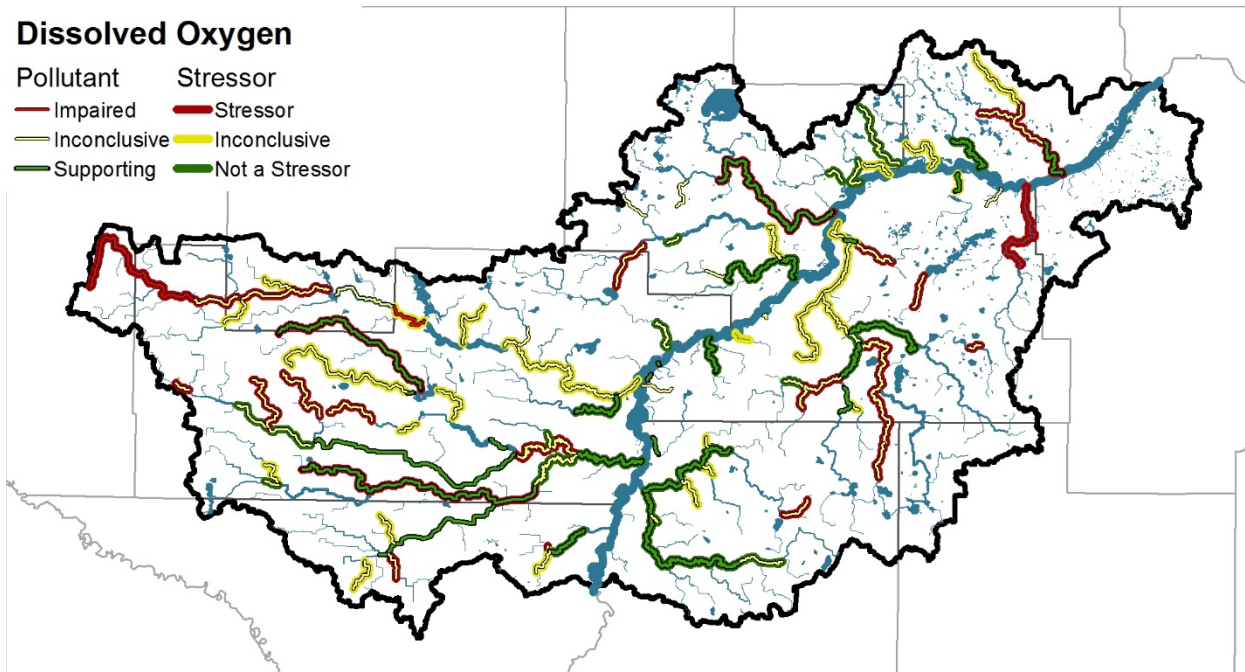 Dissolved Oxygen
Pollutant Stressor
Impaired Stressor
Inconclusive Inconclusive
Supporting Not a Stressor